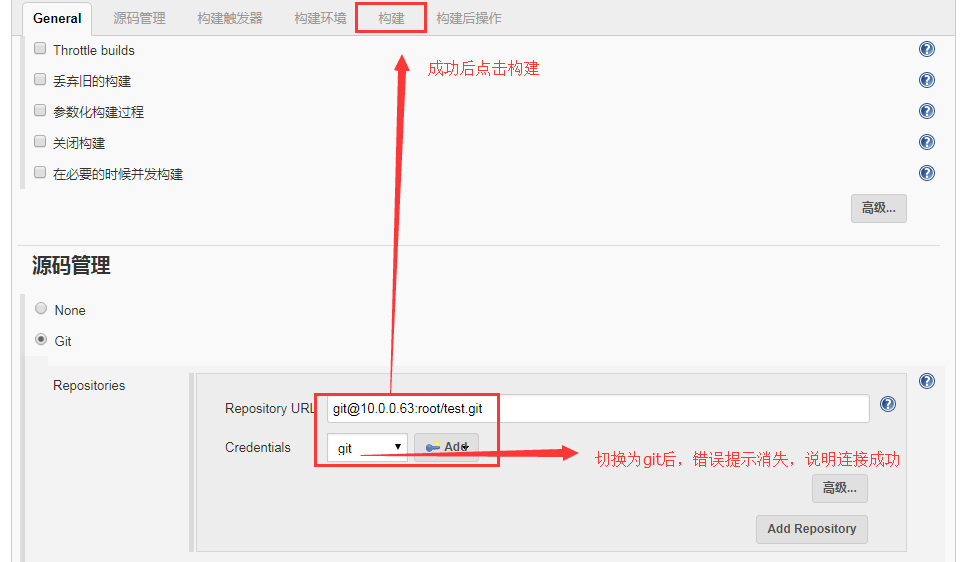 General 源码管理 构建触发器 构建环境 构建 构建后操作
Throttle builds
成功后点击构建
丢弃旧的构建
参数化构建过程
关闭构建
在必要的时候并发构建
高级...
源码管理
None
Git
Repositories
Repository URL git@10.0.0.63:root/test.git
Credentials git Add
切换为git后，错误提示消失，说明连接成功
高级...
Add Repository